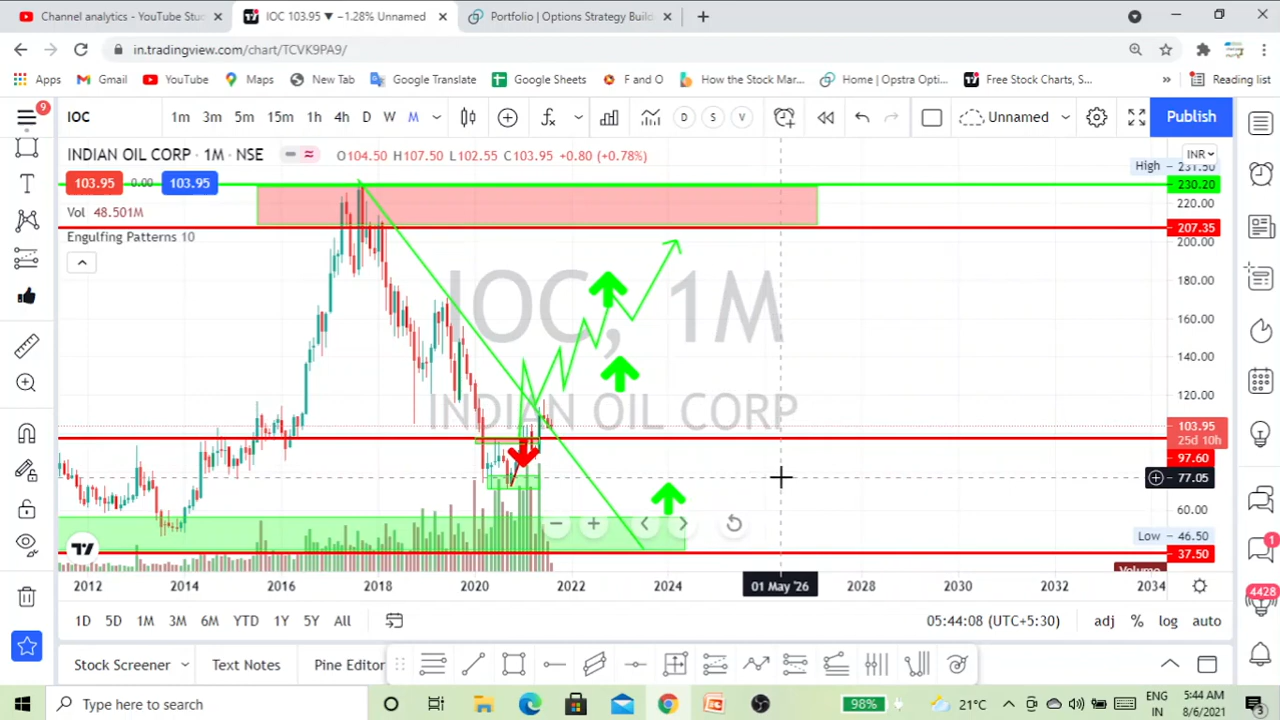 Channel analytics - YouTube Stu
IOC 103.95 ▼ −1.28% Unnamed
Portfolio | Options Strategy Build
in.tradingview.com/chart/TCVK9PA9/
Apps
Gmail
YouTube
Maps
New Tab
Google Translate
Google Sheets
F and O
How the Stock Mar...
Home | Opstra Opti...
Free Stock Charts, S...
»
Reading list
9
IOC
1m 3m 5m 15m 1h 4h D W M
D S V
Unnamed
Publish
INDIAN OIL CORP · 1M · NSE
O104.50 H107.50 L102.55 C103.95 +0.80 (+0.78%)
INR
High 231.50
103.95 0.00 103.95
230.20
Vol 48.501M
220.00
207.35
Engulfing Patterns 10
200.00
180.00
160.00
140.00
120.00
IOC, 1M
INDIAN OIL CORP
103.95
25d 10h
97.60
77.05
60.00
Low 46.50
37.50
Volume
2012 2014 2016 2018 2020 2022 2024 01 May '26 2028 2030 2032 2034
1D 5D 1M 3M 6M YTD 1Y 5Y All
05:44:08 (UTC+5:30)
adj % log auto
1
4428
Stock Screener
Text Notes
Pine Editor
Type here to search
98%
21°C
ENG
IN
5:44 AM
8/6/2021
3